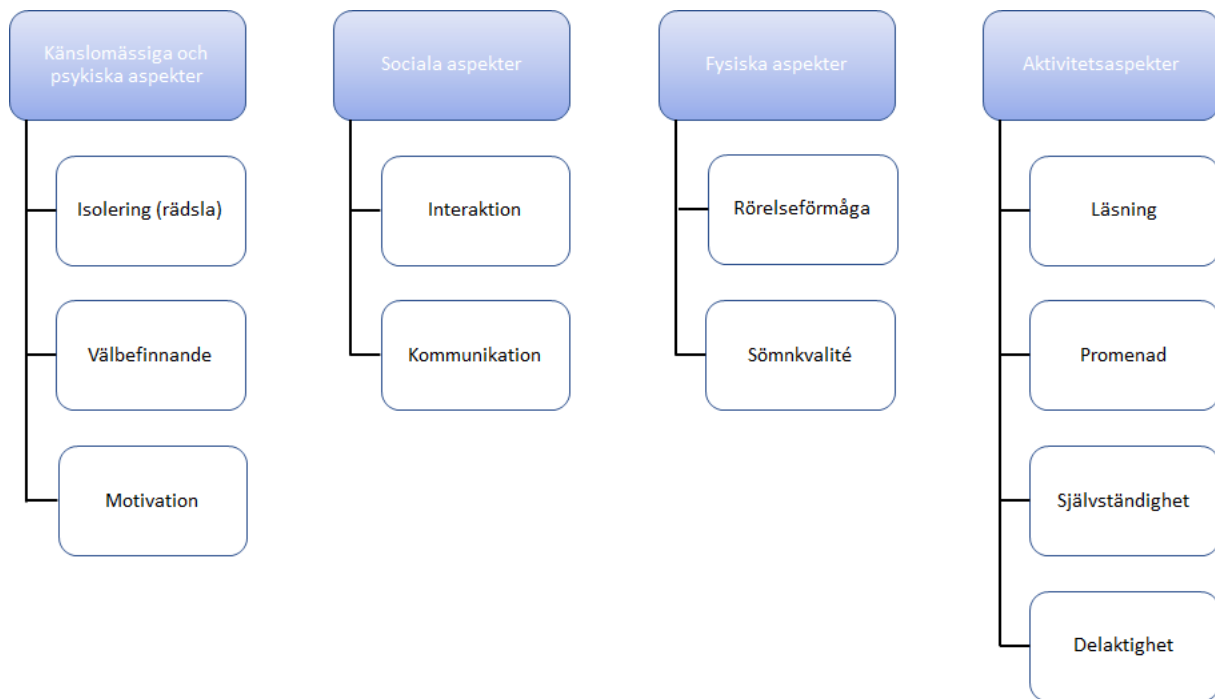 Känslomässiga och
psykiska aspekter
Isolering (rädsla)
Välbefinnande
Motivation
Sociala aspekter
Interaktion
Kommunikation
Fysiska aspekter
Rörelseförmåga
Sömnkvalité
Aktivitetsaspekter
Läsning
Promenad
Självständighet
Delaktighet